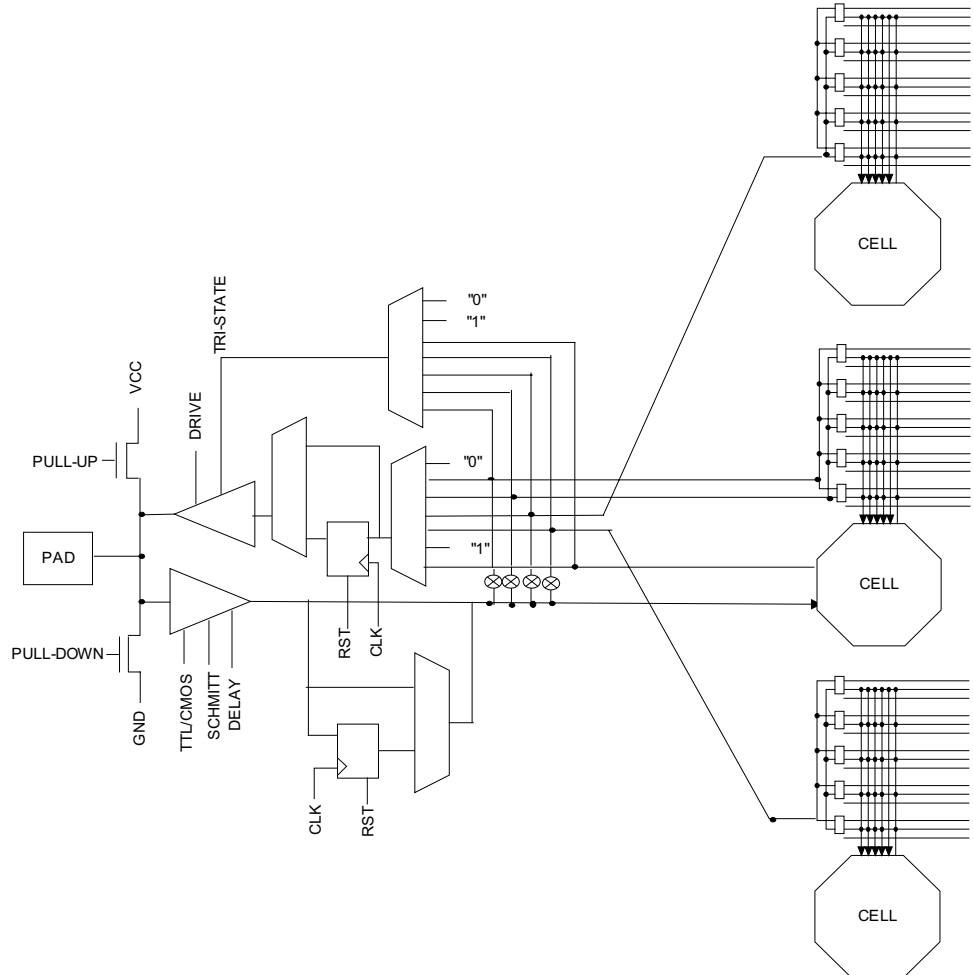 CELL
"0"
"1"
TRI-STATE
VCC
DRIVE
PULL-UP
"0"
"1"
PAD
CELL
RST
CLK
PULL-DOWN
GND
TTL/CMOS
SCHMITT
DELAY
CLK
RST
CELL